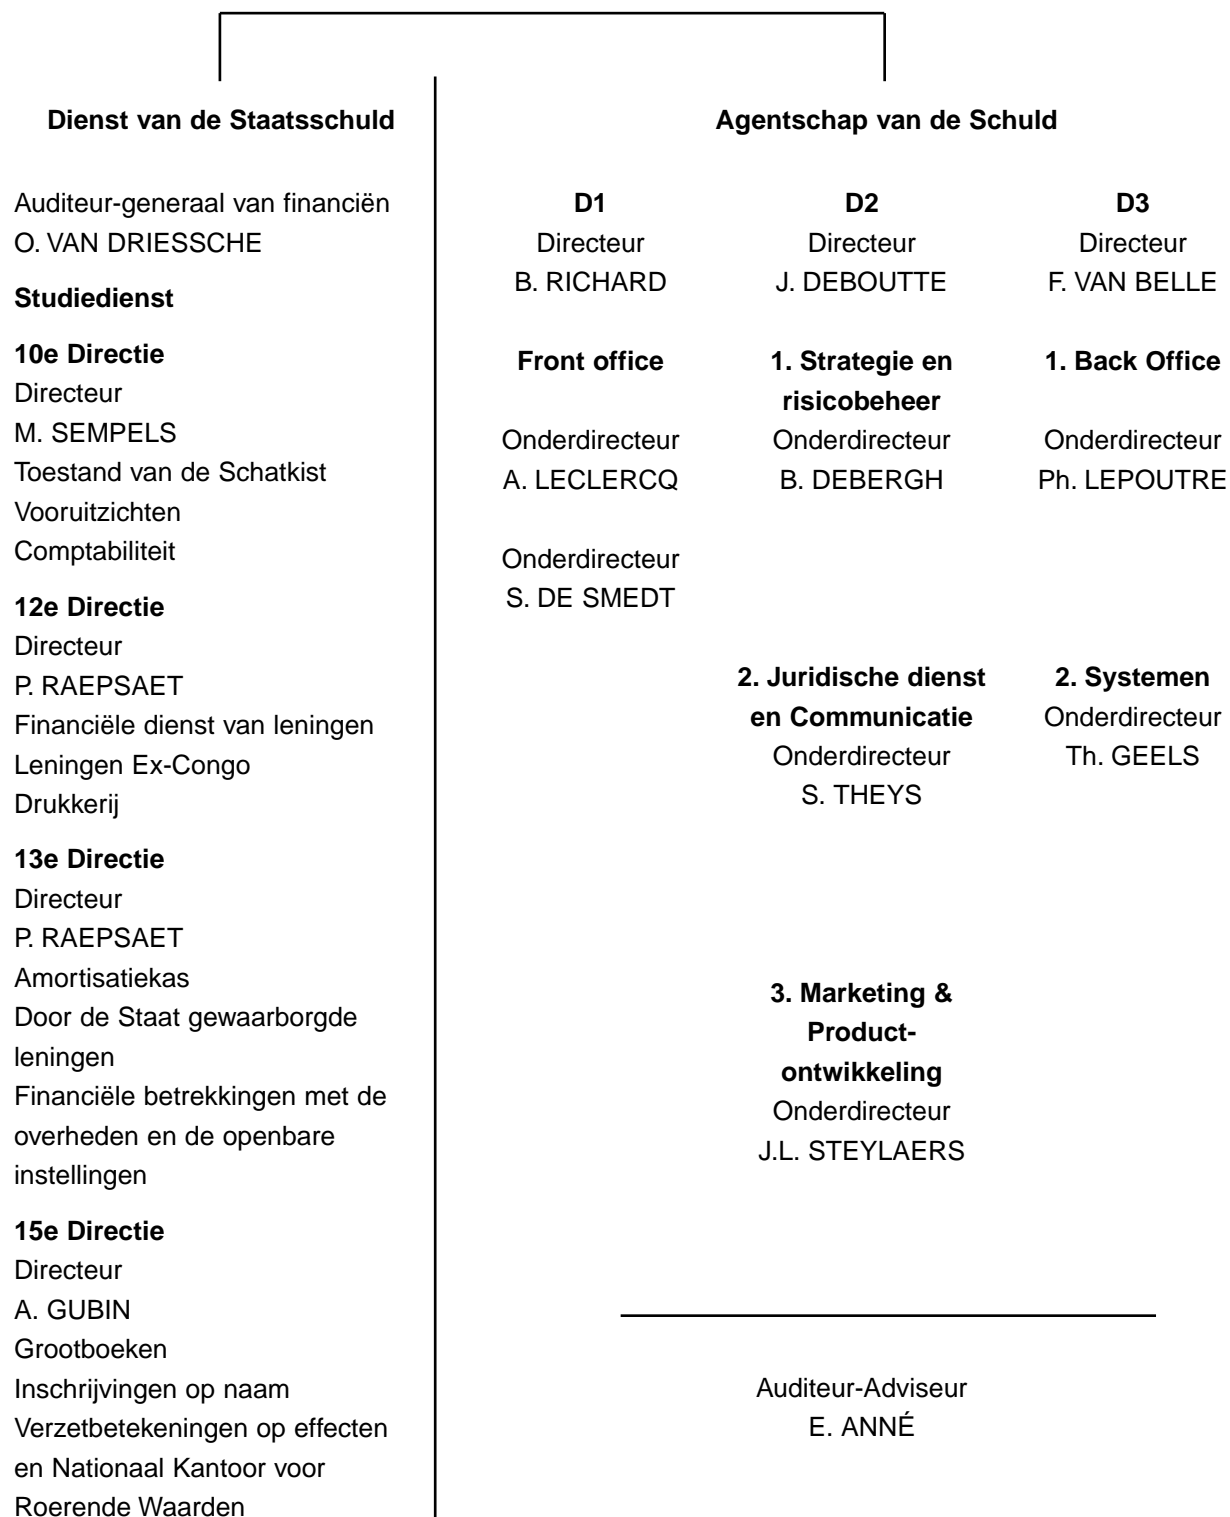 Dienst van de Staatsschuld
Auditeur-generaal van financiën
O. VAN DRIESSCHE
Studiedienst
10e Directie
Directeur
M. SEMPELS
Toestand van de Schatkist
Vooruitzichten
Comptabiliteit
12e Directie
Directeur
P. RAEPSAET
Financiële dienst van leningen
Leningen Ex-Congo
Drukkerij
13e Directie
Directeur
P. RAEPSAET
Amortisatiekas
Door de Staat gewaarborgde
leningen
Financiële betrekkingen met de
overheden en de openbare
instellingen
15e Directie
Directeur
A. GUBIN
Grootboeken
Inschrijvingen op naam
Verzetbetekeningen op effecten
en Nationaal Kantoor voor
Roerende Waarden
Agentschap van de Schuld
D1
Directeur
B. RICHARD
Front office
Onderdirecteur
A. LECLERCQ
Onderdirecteur
S. DE SMEDT
D2
Directeur
J. DEBOUTTE
1. Strategie en
risicobeheer
Onderdirecteur
B. DEBERGH
2. Juridische dienst
en Communicatie
Onderdirecteur
S. THEYS
3. Marketing &
Product-
ontwikkeling
Onderdirecteur
J.L. STEYLAERS
D3
Directeur
F. VAN BELLE
1. Back Office
Onderdirecteur
Ph. LEPOUTRE
2. Systemen
Onderdirecteur
Th. GEELS
Auditeur-Adviseur
E. ANNÉ